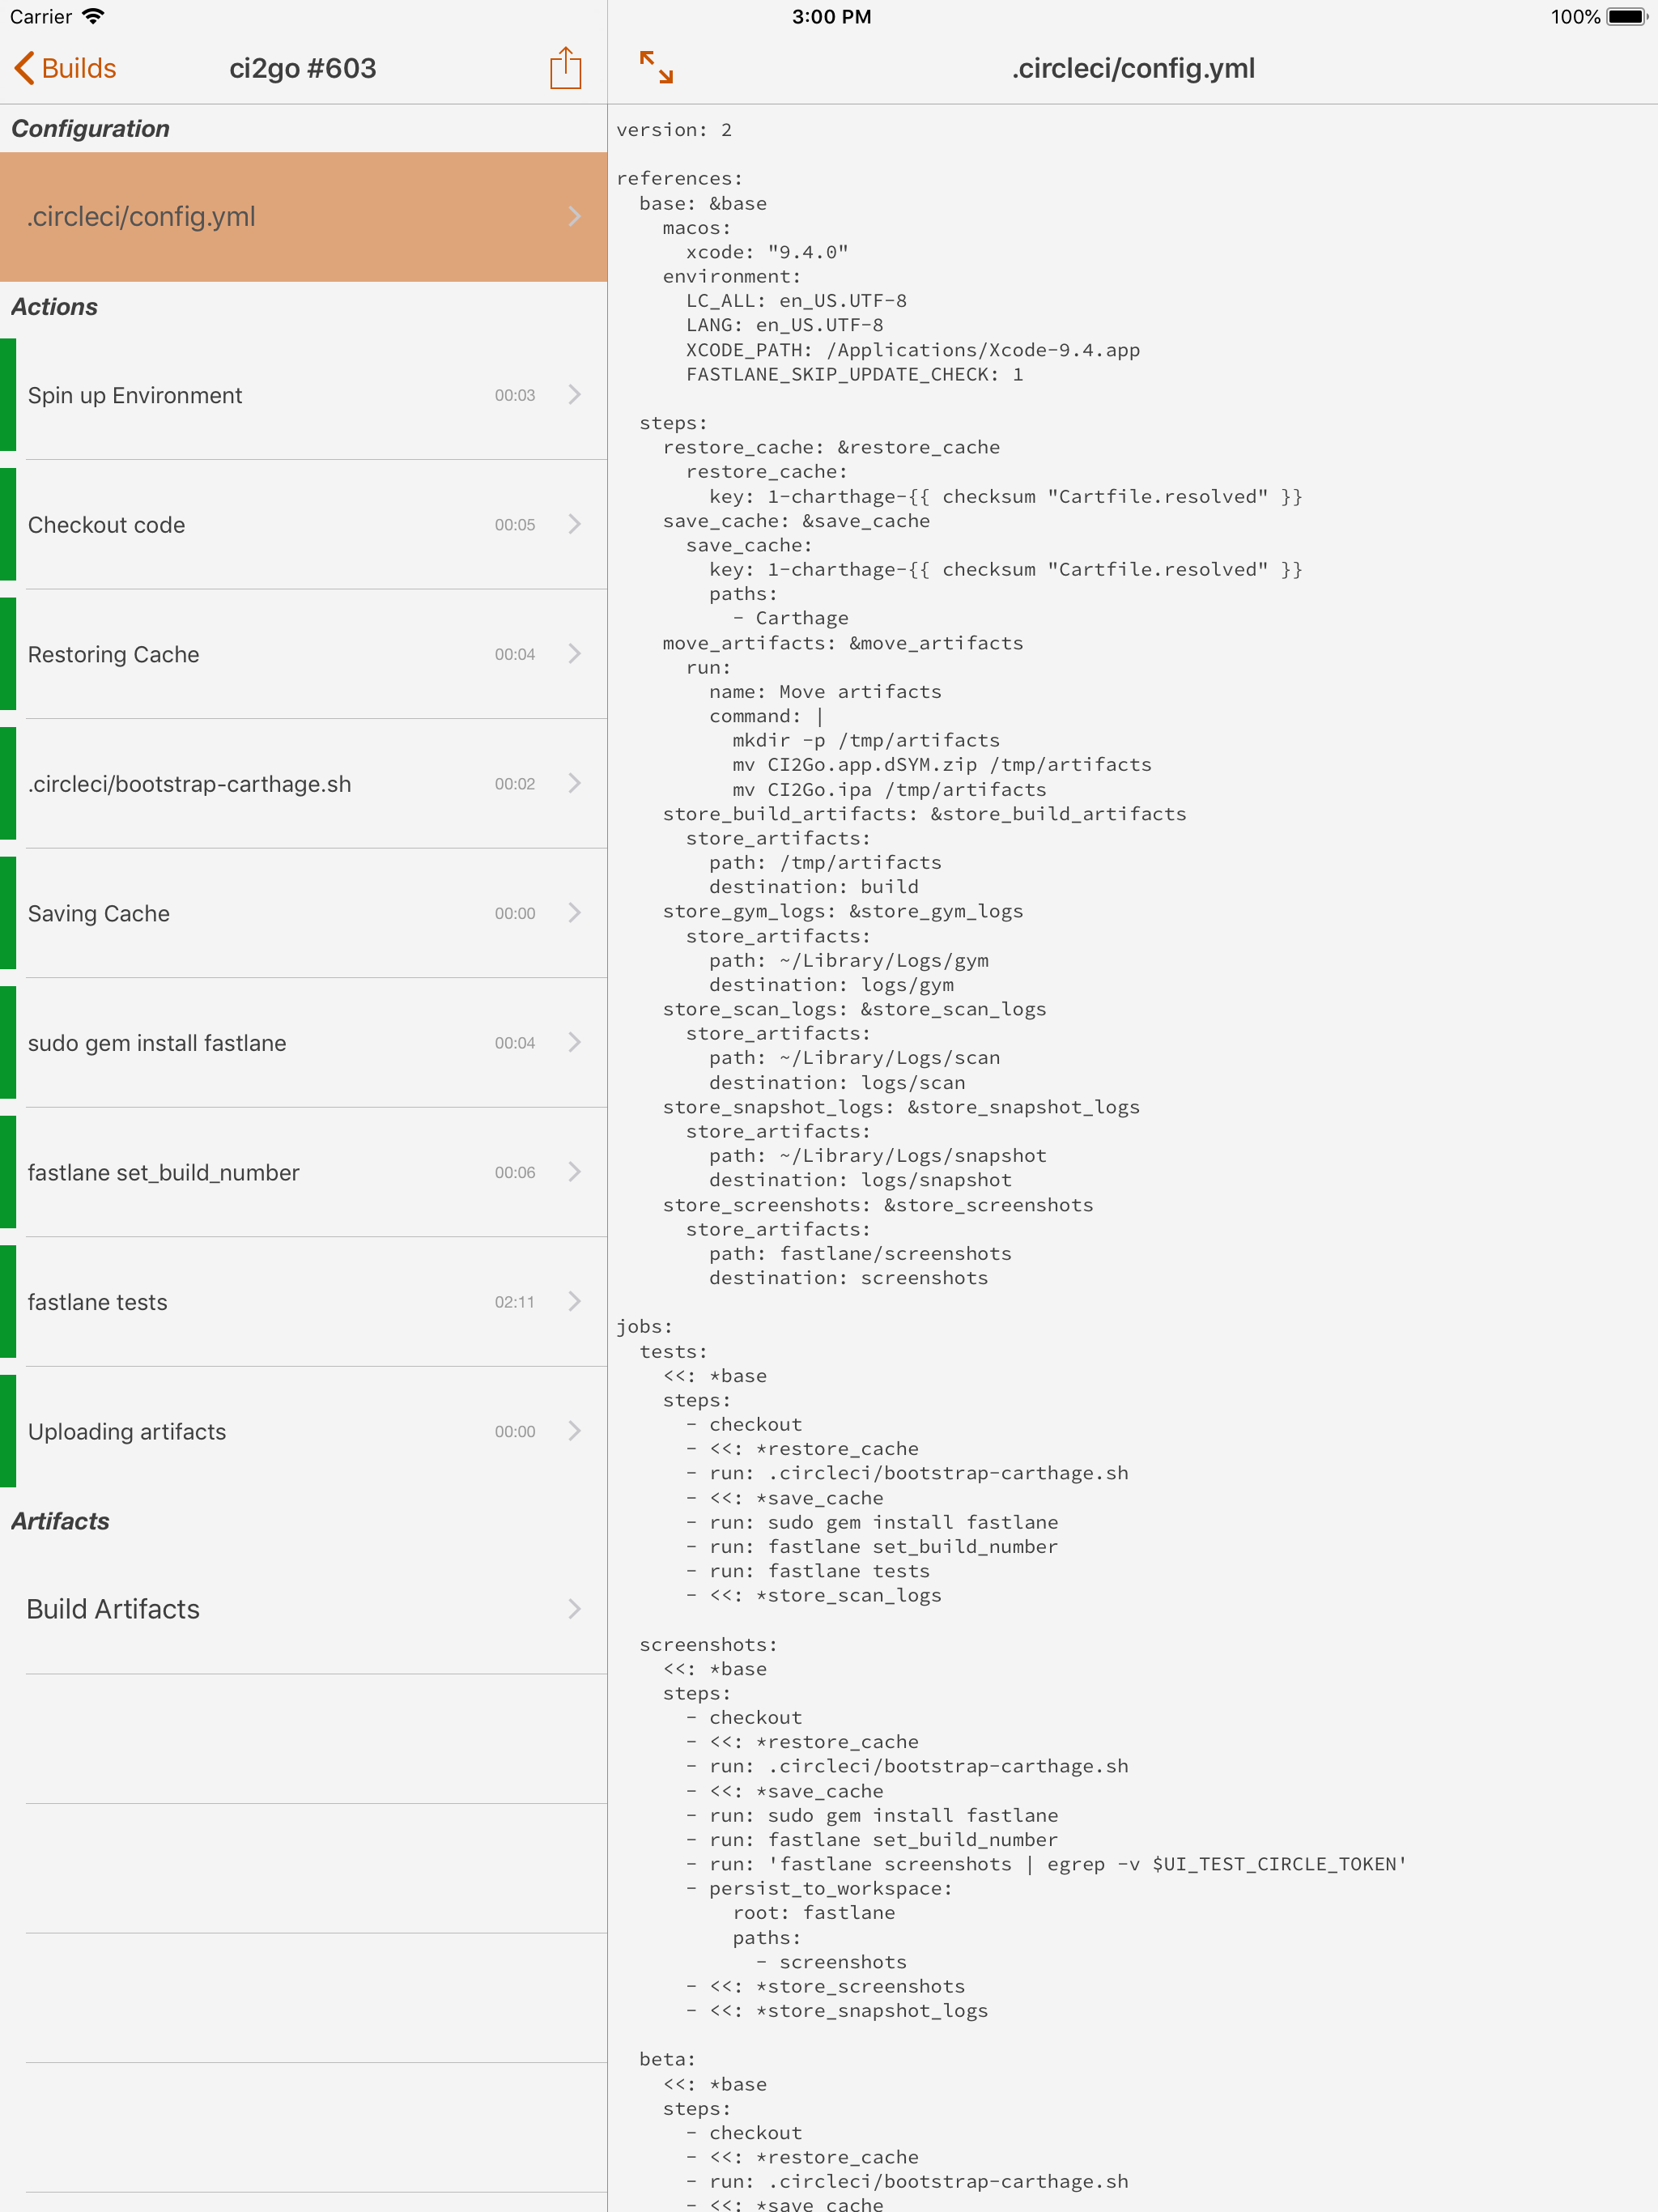 Carrier
3:00 PM
100%
Builds
ci2go #603
.circleci/config.yml
Configuration
.circleci/config.yml
Actions
Spin up Environment 00:03
Checkout code 00:05
Restoring Cache 00:04
.circleci/bootstrap-carthage.sh 00:02
Saving Cache 00:00
sudo gem install fastlane 00:04
fastlane set_build_number 00:06
fastlane tests 02:11
Uploading artifacts 00:00
Artifacts
Build Artifacts
version: 2

references:
  base: &base
    macos:
      xcode: "9.4.0"
    environment:
      LC_ALL: en_US.UTF-8
      LANG: en_US.UTF-8
      XCODE_PATH: /Applications/Xcode-9.4.app
      FASTLANE_SKIP_UPDATE_CHECK: 1

  steps:
    restore_cache: &restore_cache
      restore_cache:
        key: 1-charthage-{{ checksum "Cartfile.resolved" }}
    save_cache: &save_cache
      save_cache:
        key: 1-charthage-{{ checksum "Cartfile.resolved" }}
        paths:
          - Carthage
    move_artifacts: &move_artifacts
      run:
        name: Move artifacts
        command: |
          mkdir -p /tmp/artifacts
          mv CI2Go.app.dSYM.zip /tmp/artifacts
          mv CI2Go.ipa /tmp/artifacts
    store_build_artifacts: &store_build_artifacts
      store_artifacts:
        path: /tmp/artifacts
        destination: build
    store_gym_logs: &store_gym_logs
      store_artifacts:
        path: ~/Library/Logs/gym
        destination: logs/gym
    store_scan_logs: &store_scan_logs
      store_artifacts:
        path: ~/Library/Logs/scan
        destination: logs/scan
    store_snapshot_logs: &store_snapshot_logs
      store_artifacts:
        path: ~/Library/Logs/snapshot
        destination: logs/snapshot
    store_screenshots: &store_screenshots
      store_artifacts:
        path: fastlane/screenshots
        destination: screenshots

jobs:
  tests:
    <<: *base
    steps:
      - checkout
      - <<: *restore_cache
      - run: .circleci/bootstrap-carthage.sh
      - <<: *save_cache
      - run: sudo gem install fastlane
      - run: fastlane set_build_number
      - run: fastlane tests
      - <<: *store_scan_logs

  screenshots:
    <<: *base
    steps:
      - checkout
      - <<: *restore_cache
      - run: .circleci/bootstrap-carthage.sh
      - <<: *save_cache
      - run: sudo gem install fastlane
      - run: fastlane set_build_number
      - run: 'fastlane screenshots | egrep -v $UI_TEST_CIRCLE_TOKEN'
      - persist_to_workspace:
          root: fastlane
          paths:
            - screenshots
      - <<: *store_screenshots
      - <<: *store_snapshot_logs

  beta:
    <<: *base
    steps:
      - checkout
      - <<: *restore_cache
      - run: .circleci/bootstrap-carthage.sh
      - <<: *save_cache